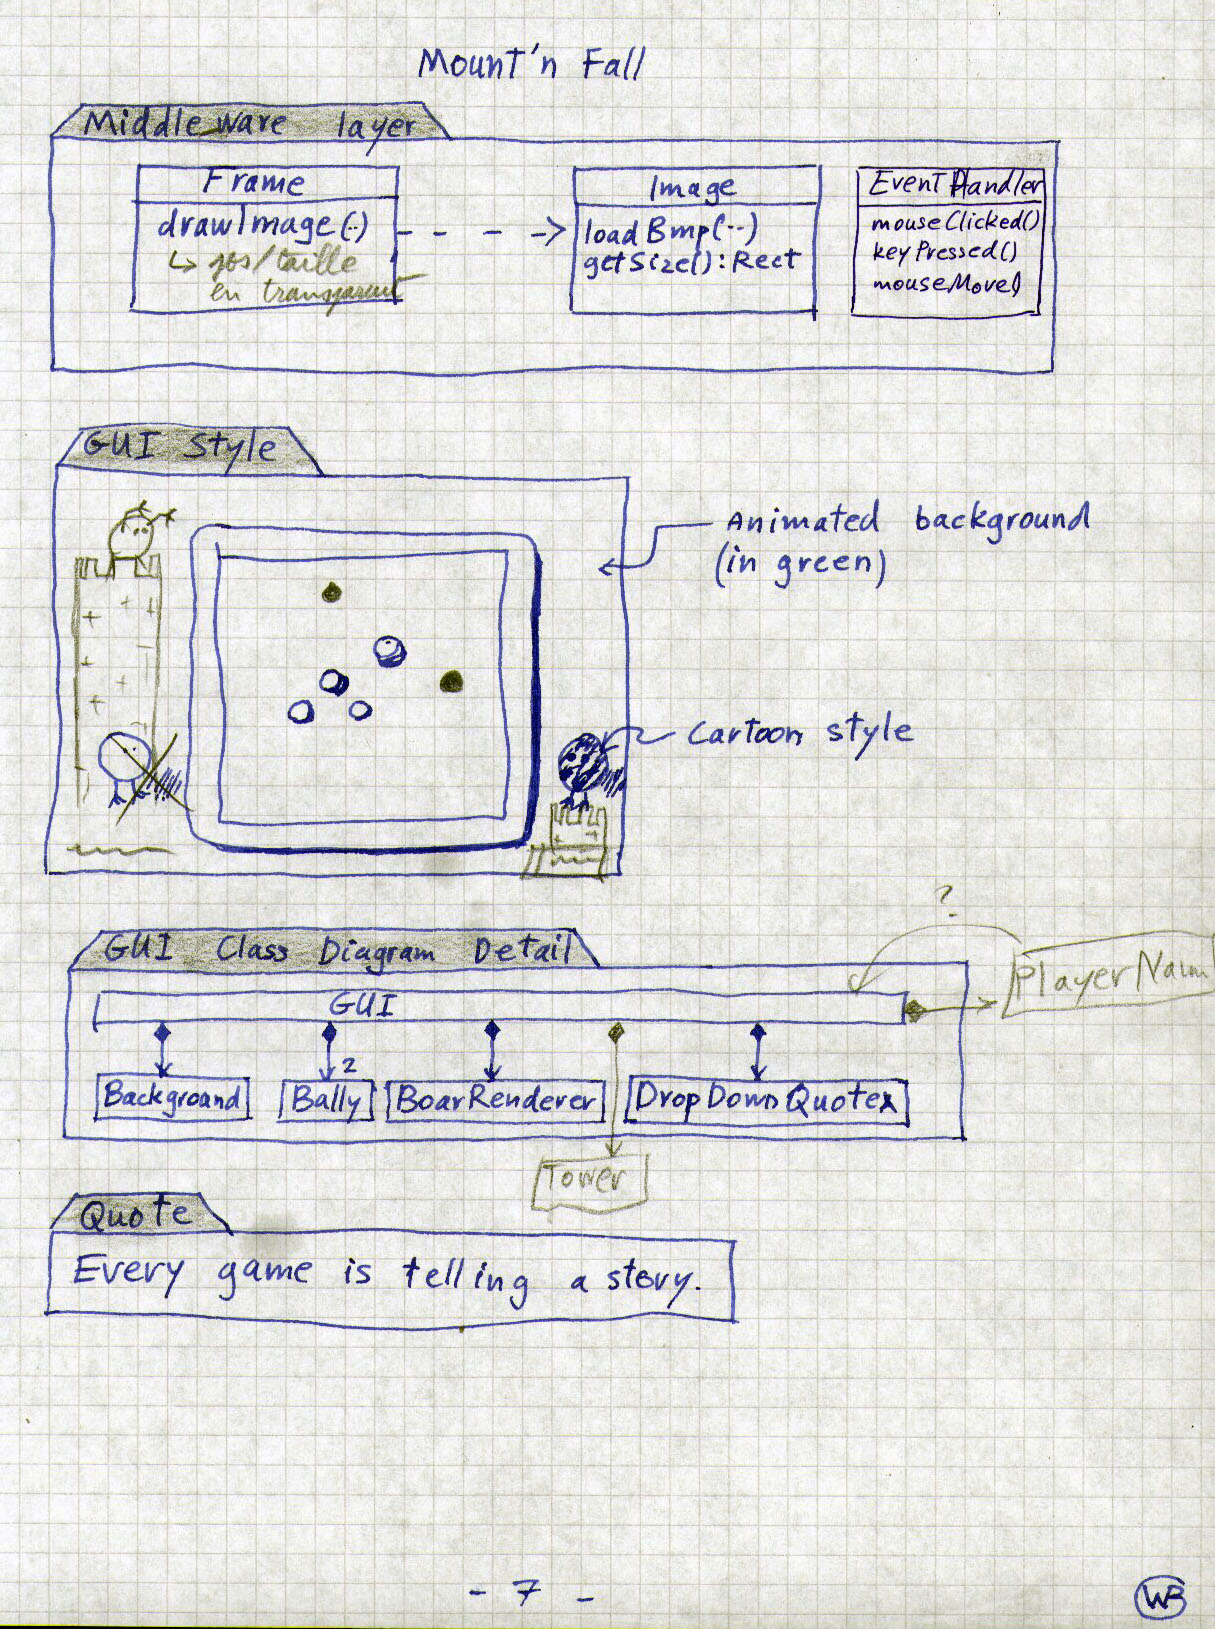 Mount'n Fall
Middleware layer
Frame
drawImage(..)
↳ pos/taille
en transparent
Image
loadBmp(..)
getSize():Rect
EventHandler
mouseClicked()
keyPressed()
mouseMove()
GUI Style
Animated background
(in green)
Cartoon style
?
GUI Class Diagram Detail
PlayerNam
GUI
2
Background
Bally
BoarRenderer
DropDownQuotex
Tower
Quote
Every game is telling a story.
- 7 -
WB